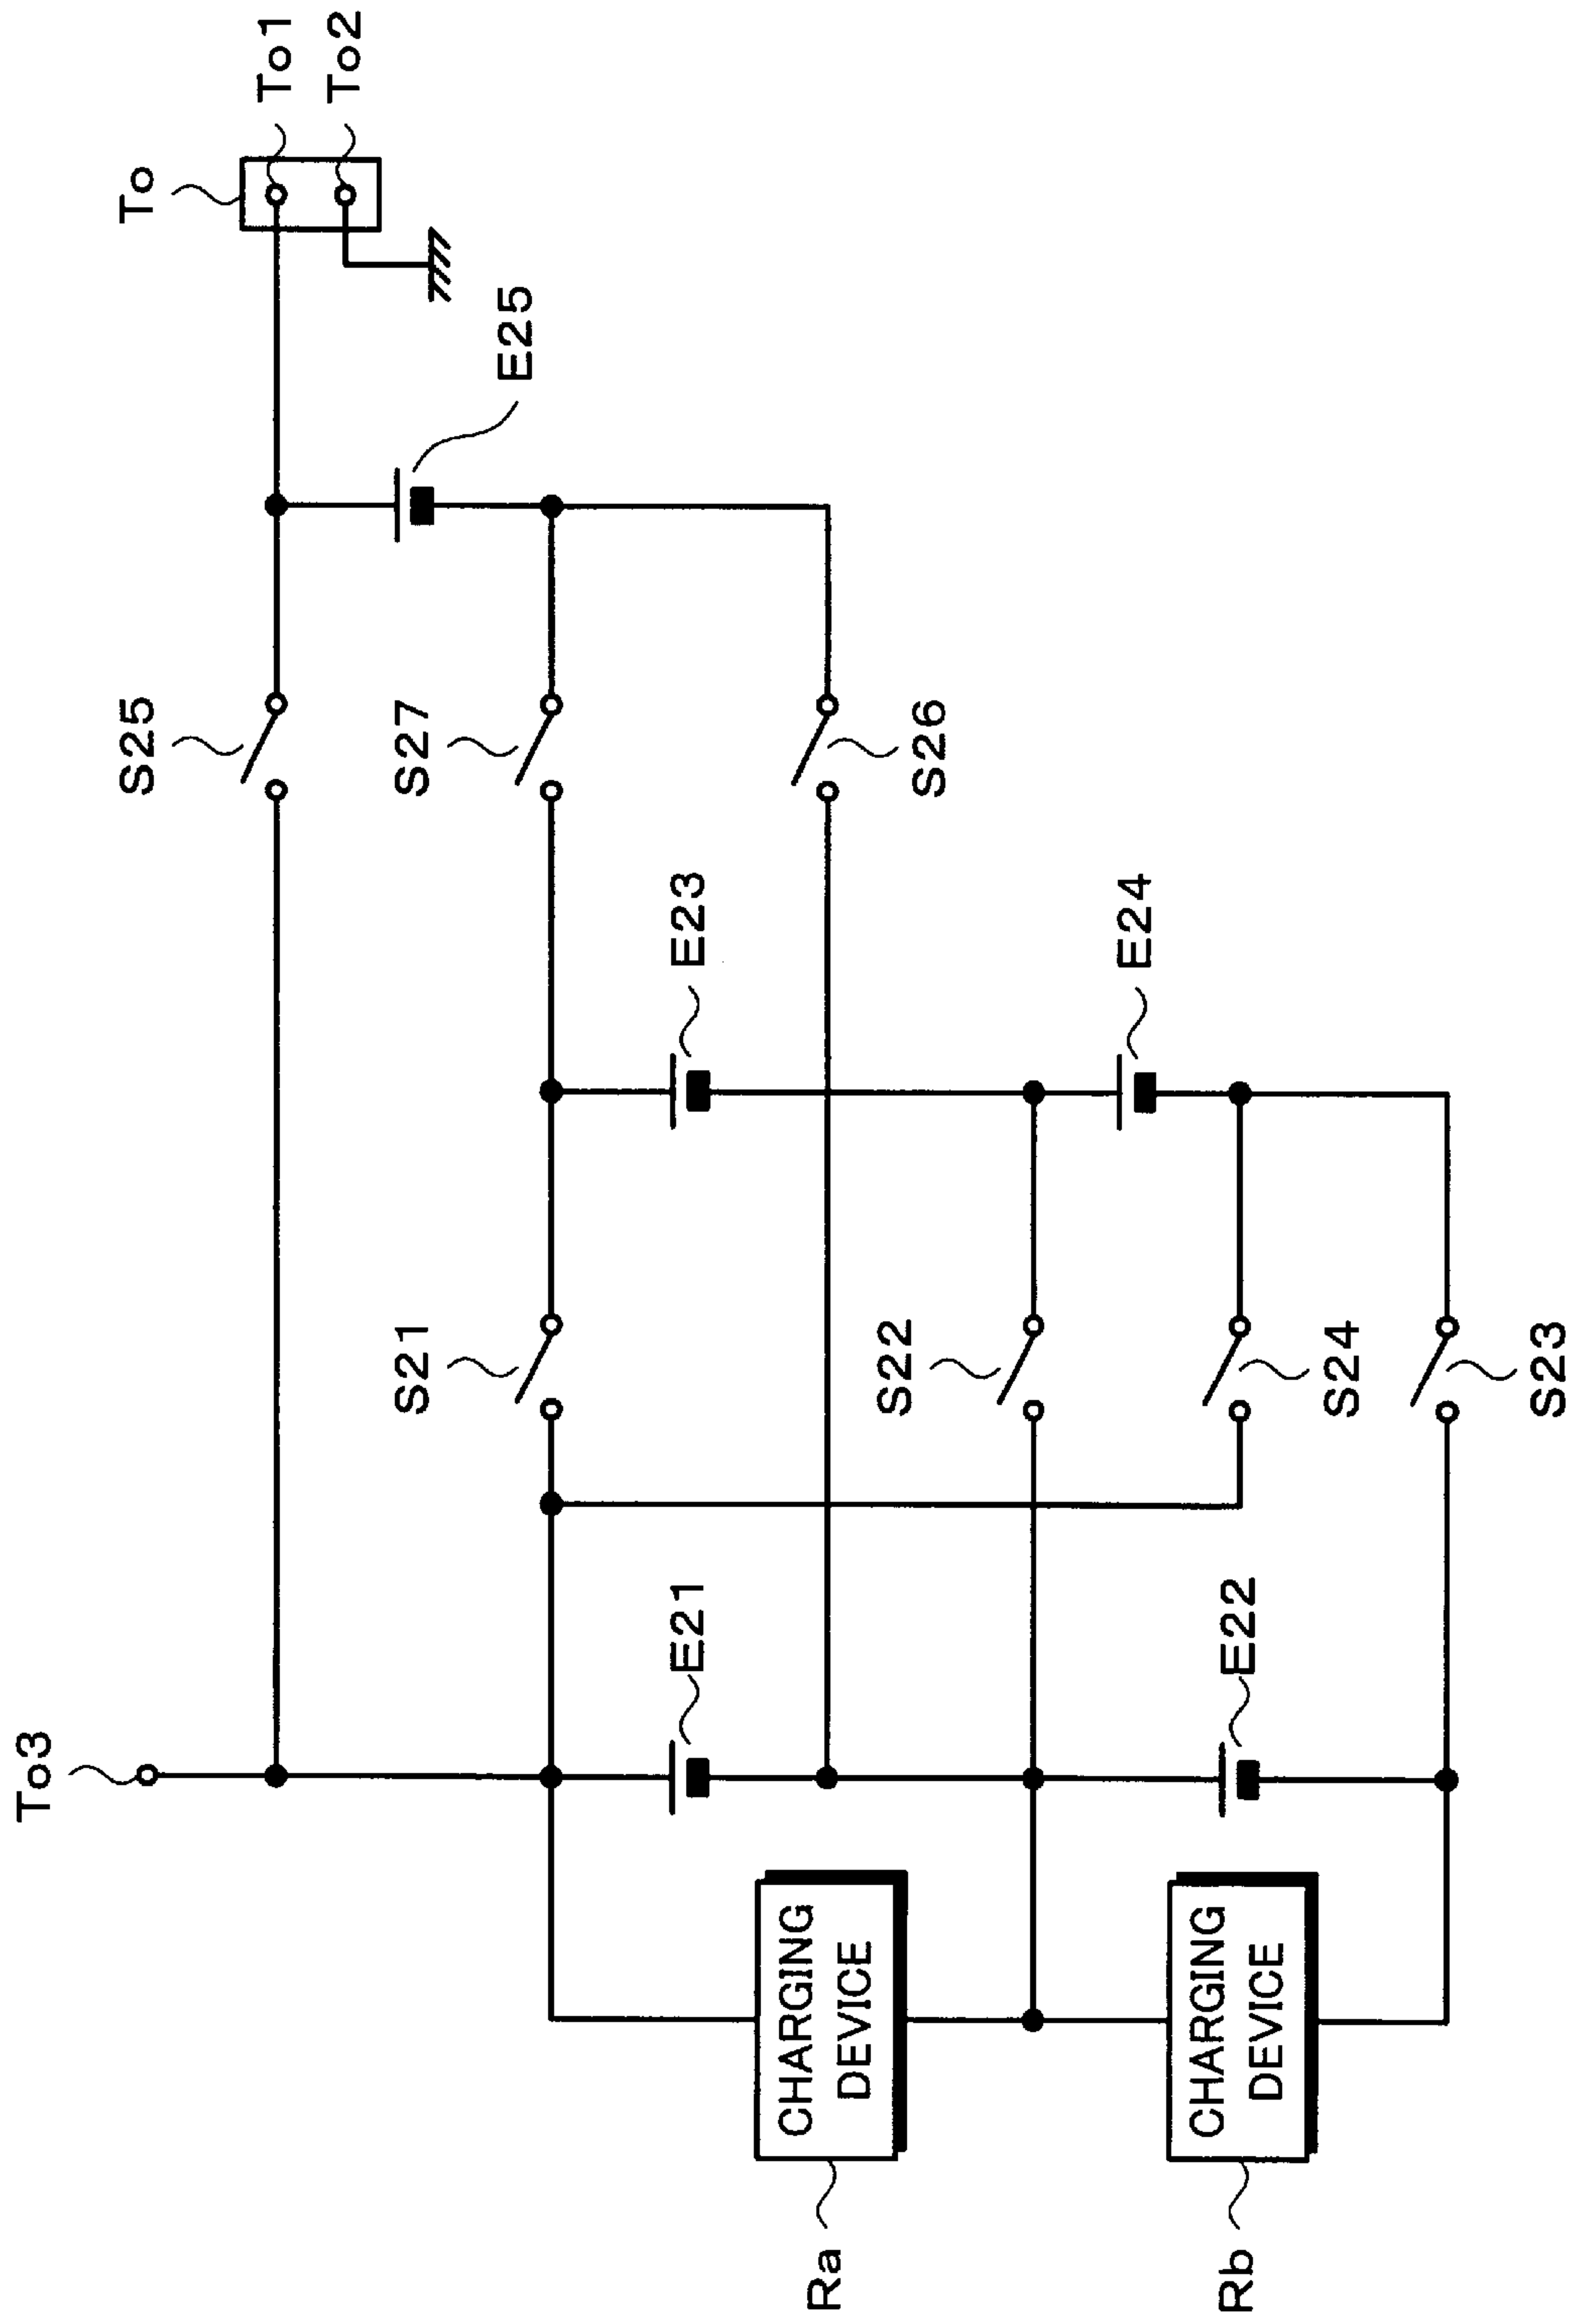 To3
To
To1
To2
S25
E25
S27
S26
S21
E23
S22
E24
S24
S23
E21
E22
CHARGING
DEVICE
CHARGING
DEVICE
Ra
Rb